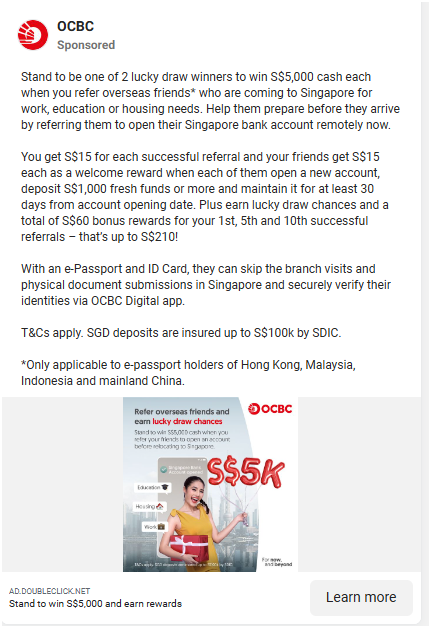 OCBC
Sponsored
Stand to be one of 2 lucky draw winners to win S$5,000 cash each
when you refer overseas friends* who are coming to Singapore for
work, education or housing needs. Help them prepare before they arrive
by referring them to open their Singapore bank account remotely now.
You get S$15 for each successful referral and your friends get S$15
each as a welcome reward when each of them open a new account,
deposit S$1,000 fresh funds or more and maintain it for at least 30
days from account opening date. Plus earn lucky draw chances and a
total of S$60 bonus rewards for your 1st, 5th and 10th successful
referrals – that's up to S$210!
With an e-Passport and ID Card, they can skip the branch visits and
physical document submissions in Singapore and securely verify their
identities via OCBC Digital app.
T&Cs apply. SGD deposits are insured up to S$100k by SDIC.
*Only applicable to e-passport holders of Hong Kong, Malaysia,
Indonesia and mainland China.
Refer overseas friends and
earn lucky draw chances
OCBC
Stand to win S$5,000 cash when you
refer your friends to open an account
before relocating to Singapore.
Singapore Bank
Account opened
S$5K
Education
Housing
Work
For now,
and beyond
AD.DOUBLECLICK.NET
Stand to win S$5,000 and earn rewards
Learn more